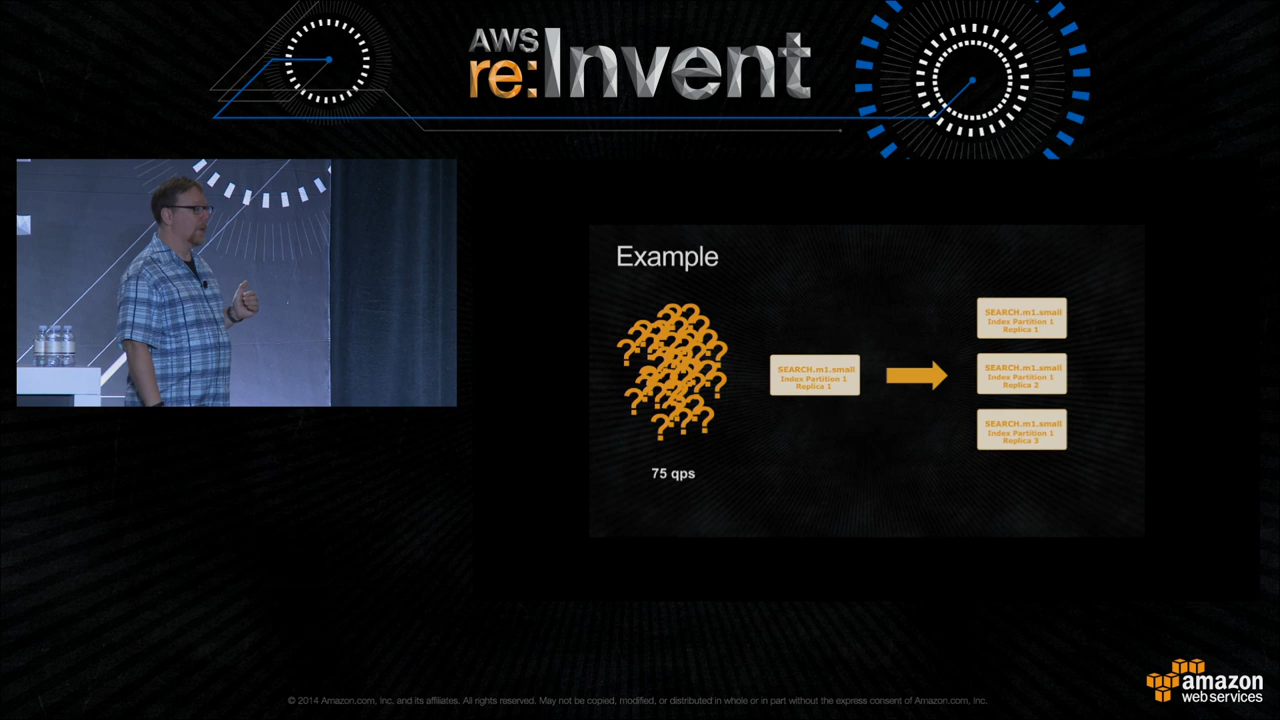 AWS
re:Invent
Example
SEARCH.m1.small
Index Partition 1
Replica 1
SEARCH.m1.small
Index Partition 1
Replica 1
SEARCH.m1.small
Index Partition 1
Replica 2
SEARCH.m1.small
Index Partition 1
Replica 3
75 qps
© 2014 Amazon.com, Inc. and its affiliates. All rights reserved. May not be copied, modified, or distributed in whole or in part without the express consent of Amazon.com, Inc.
amazon
web services